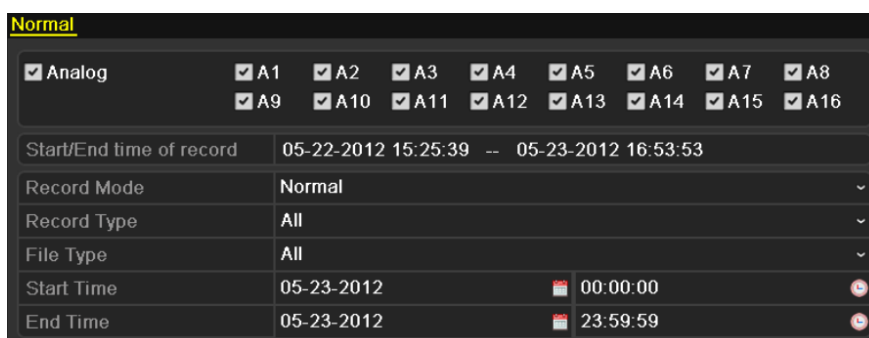 Normal
Analog A1 A2 A3 A4 A5 A6 A7 A8
A9 A10 A11 A12 A13 A14 A15 A16
Start/End time of record 05-22-2012 15:25:39 -- 05-23-2012 16:53:53
Record Mode Normal
Record Type All
File Type All
Start Time 05-23-2012 00:00:00
End Time 05-23-2012 23:59:59